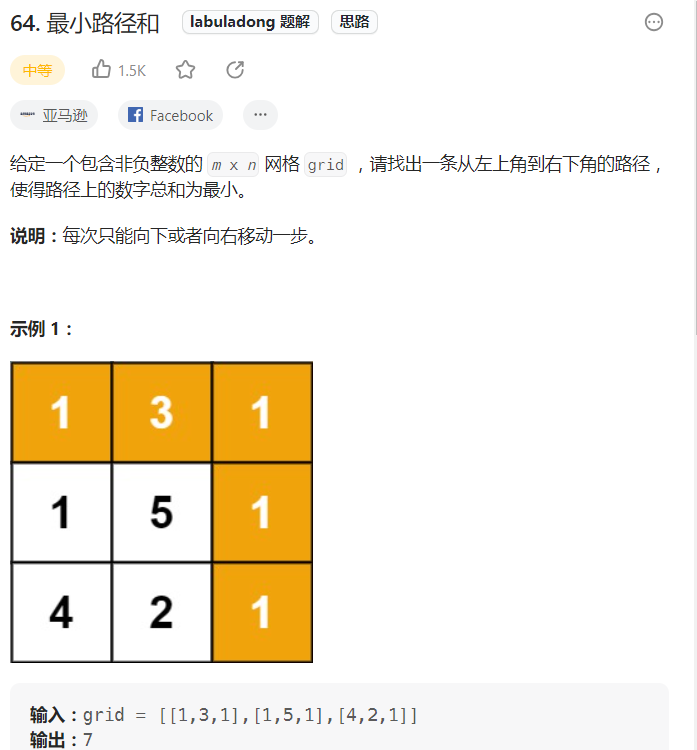 64. 最小路径和 labuladong 题解 思路
中等 1.5K
亚马逊 Facebook ...
给定一个包含非负整数的 m x n 网格 grid ，请找出一条从左上角到右下角的路径，
使得路径上的数字总和为最小。
说明：每次只能向下或者向右移动一步。
示例 1：
1 3 1
1 5 1
4 2 1
输入：grid = [[1,3,1],[1,5,1],[4,2,1]]
输出：7